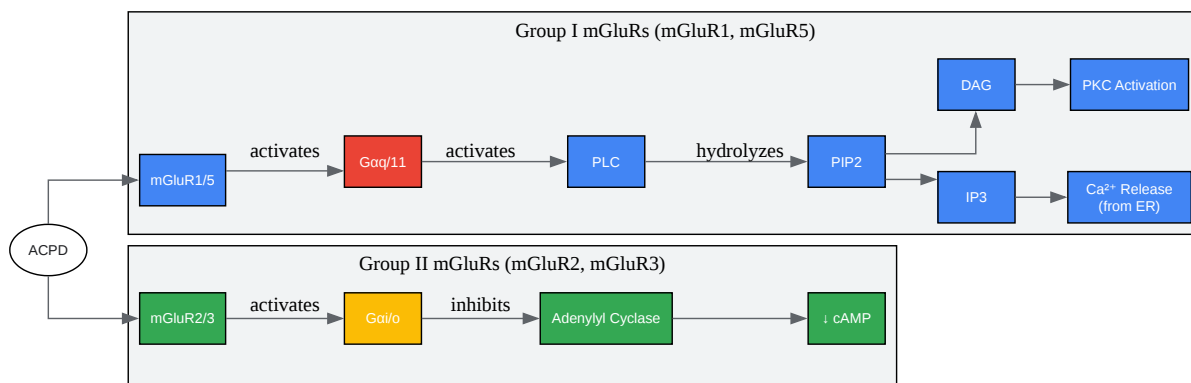 Group I mGluRs (mGluR1, mGluR5)
DAG
PKC Activation
activates
activates
hydrolyzes
mGluR1/5
Gαq/11
PLC
PIP2
IP3
Ca²⁺ Release
(from ER)
ACPD
Group II mGluRs (mGluR2, mGluR3)
activates
inhibits
mGluR2/3
Gαi/o
Adenylyl Cyclase
↓ cAMP